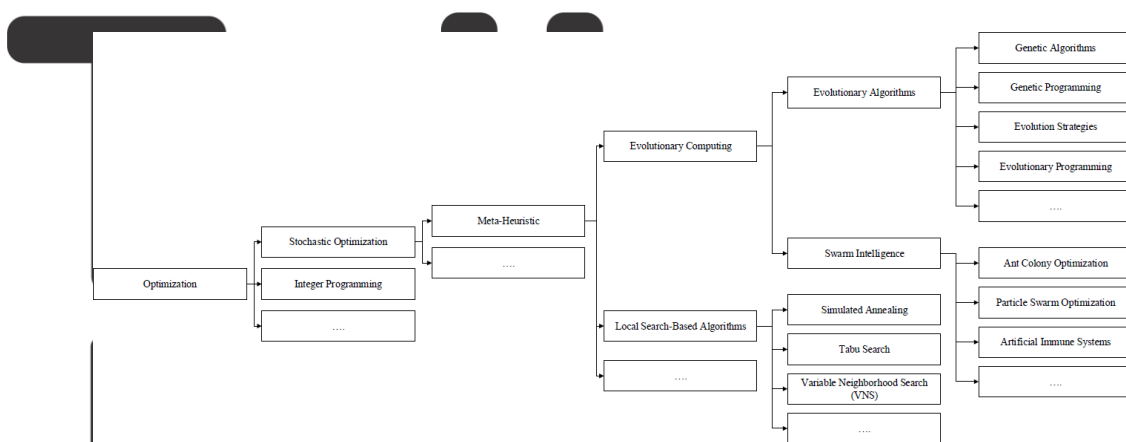 Optimization
Stochastic Optimization
Integer Programming
….
Meta-Heuristic
….
Evolutionary Computing
Local Search-Based Algorithms
….
Evolutionary Algorithms
Swarm Intelligence
Simulated Annealing
Tabu Search
Variable Neighborhood Search
(VNS)
….
Genetic Algorithms
Genetic Programming
Evolution Strategies
Evolutionary Programming
….
Ant Colony Optimization
Particle Swarm Optimization
Artificial Immune Systems
….